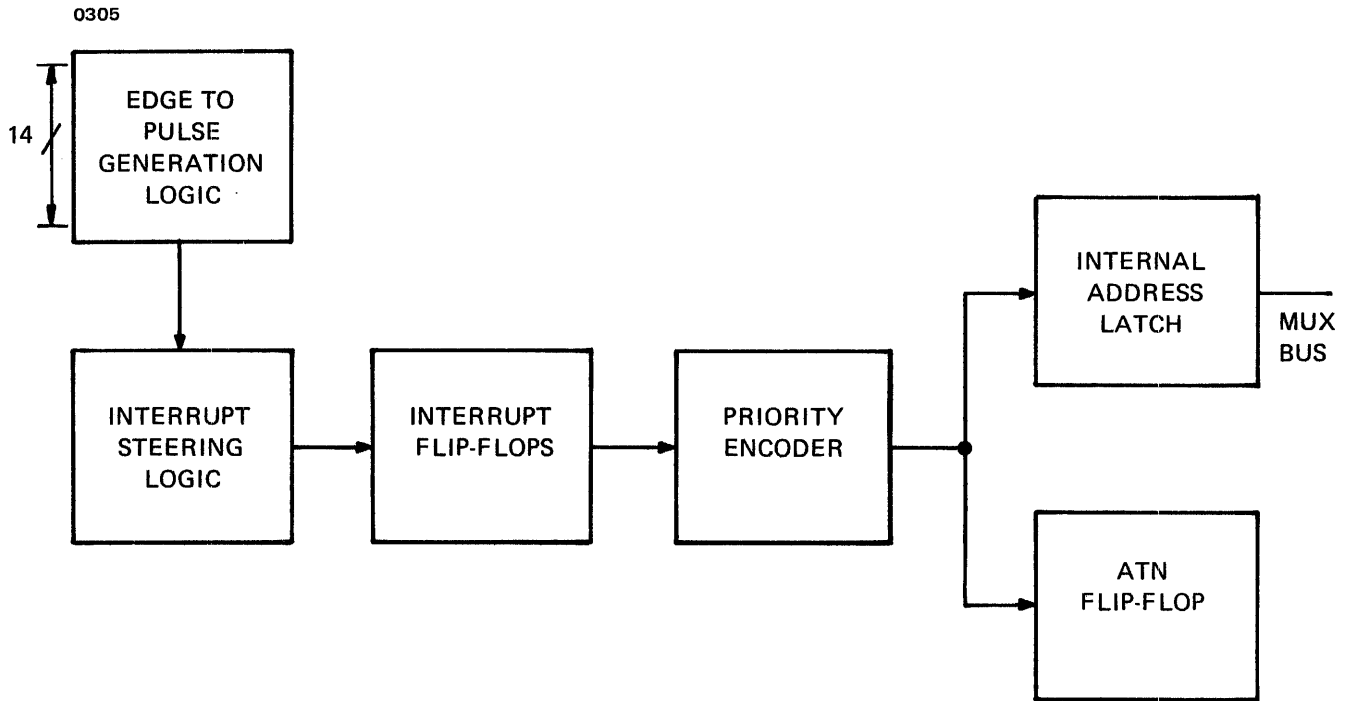 0305
14
EDGE TO
PULSE
GENERATION
LOGIC
INTERNAL
ADDRESS
LATCH
MUX
BUS
INTERRUPT
STEERING
LOGIC
INTERRUPT
FLIP-FLOPS
PRIORITY
ENCODER
ATN
FLIP-FLOP